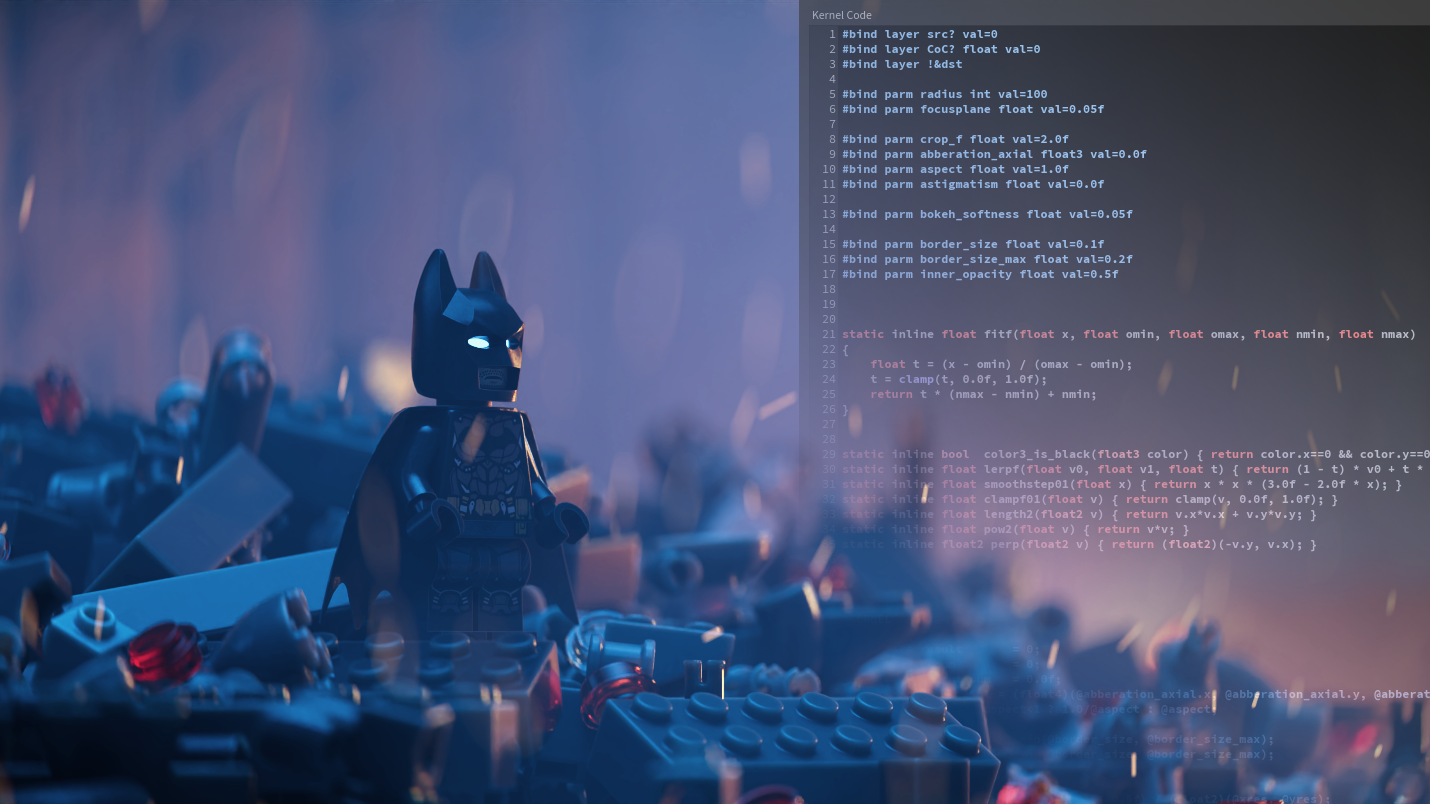 Kernel Code
1 #bind layer src? val=0
2 #bind layer CoC? float val=0
3 #bind layer !&dst
4
5 #bind parm radius int val=100
6 #bind parm focusplane float val=0.05f
7
8 #bind parm crop_f float val=2.0f
9 #bind parm abberation_axial float3 val=0.0f
10 #bind parm aspect float val=1.0f
11 #bind parm astigmatism float val=0.0f
12
13 #bind parm bokeh_softness float val=0.05f
14
15 #bind parm border_size float val=0.1f
16 #bind parm border_size_max float val=0.2f
17 #bind parm inner_opacity float val=0.5f
18
19
20
21 static inline float fitf(float x, float omin, float omax, float nmin, float nmax)
22 {
23 float t = (x - omin) / (omax - omin);
24 t = clamp(t, 0.0f, 1.0f);
25 return t * (nmax - nmin) + nmin;
26 }
27
28
29 static inline bool color3_is_black(float3 color) { return color.x==0 && color.y==0
30 static inline float lerpf(float v0, float v1, float t) { return (1 - t) * v0 + t *
31 static inline float smoothstep01(float x) { return x * x * (3.0f - 2.0f * x); }
static inline float clampf01(float v) { return clamp(v, 0.0f, 1.0f); }
static inline float length2(float2 v) { return v.x*v.x + v.y*v.y; }
static inline float pow2(float v) { return v*v; }
static inline float2 perp(float2 v) { return (float2)(-v.y, v.x); }
@abberation_axial.x, @abberation_axial.y, @abberat
@aspect : @aspect
border_size, @border_size_max);
@border_size_max);